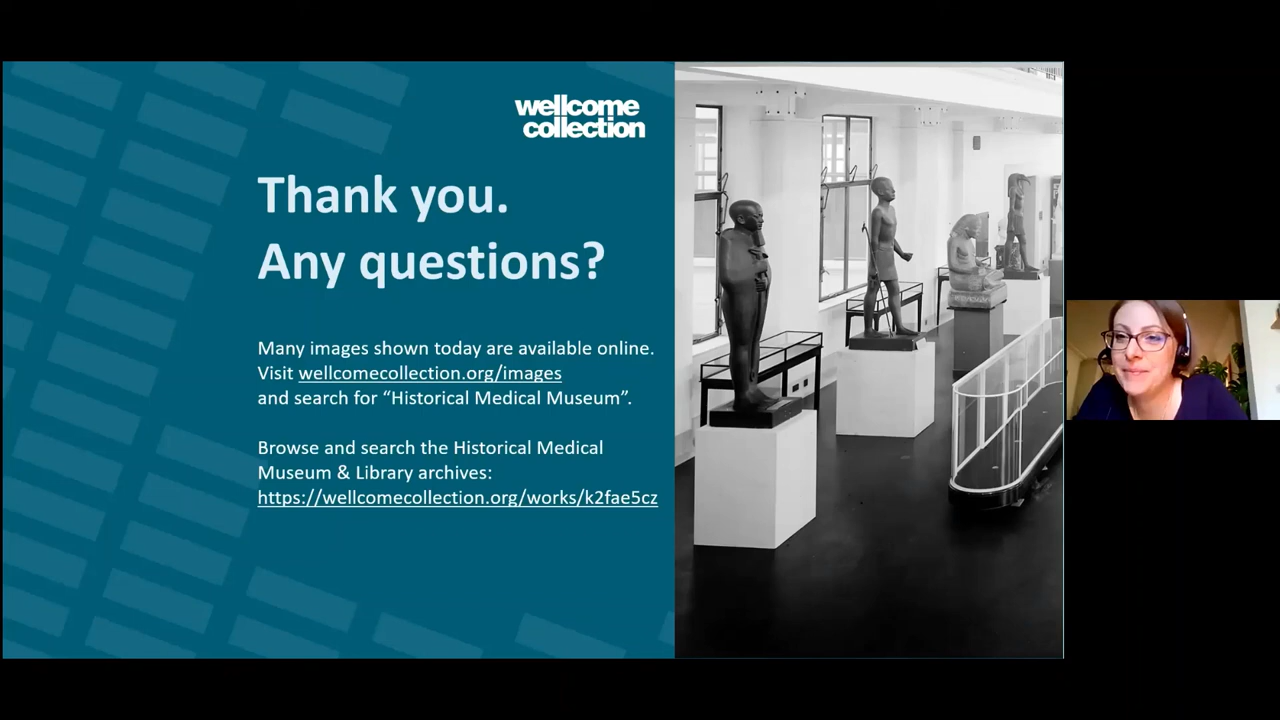 wellcome
collection
Thank you.
Any questions?
Many images shown today are available online.
Visit wellcomecollection.org/images
and search for “Historical Medical Museum”.
Browse and search the Historical Medical
Museum & Library archives:
https://wellcomecollection.org/works/k2fae5cz